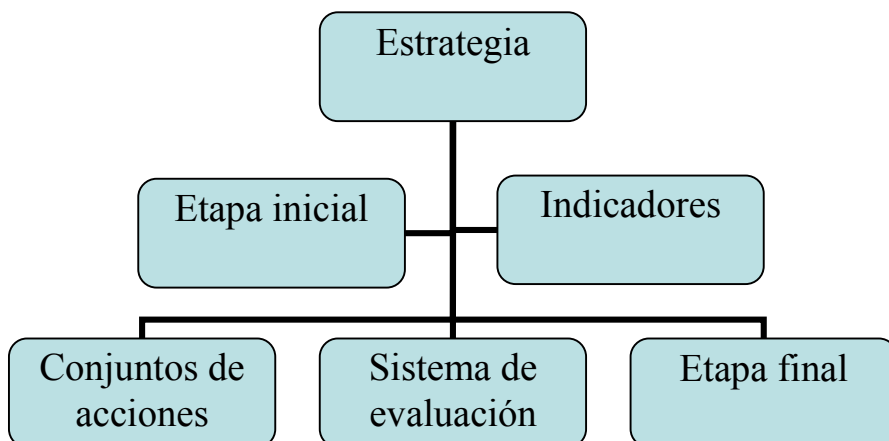 Estrategia
Etapa inicial
Indicadores
Conjuntos de
acciones
Sistema de
evaluación
Etapa final